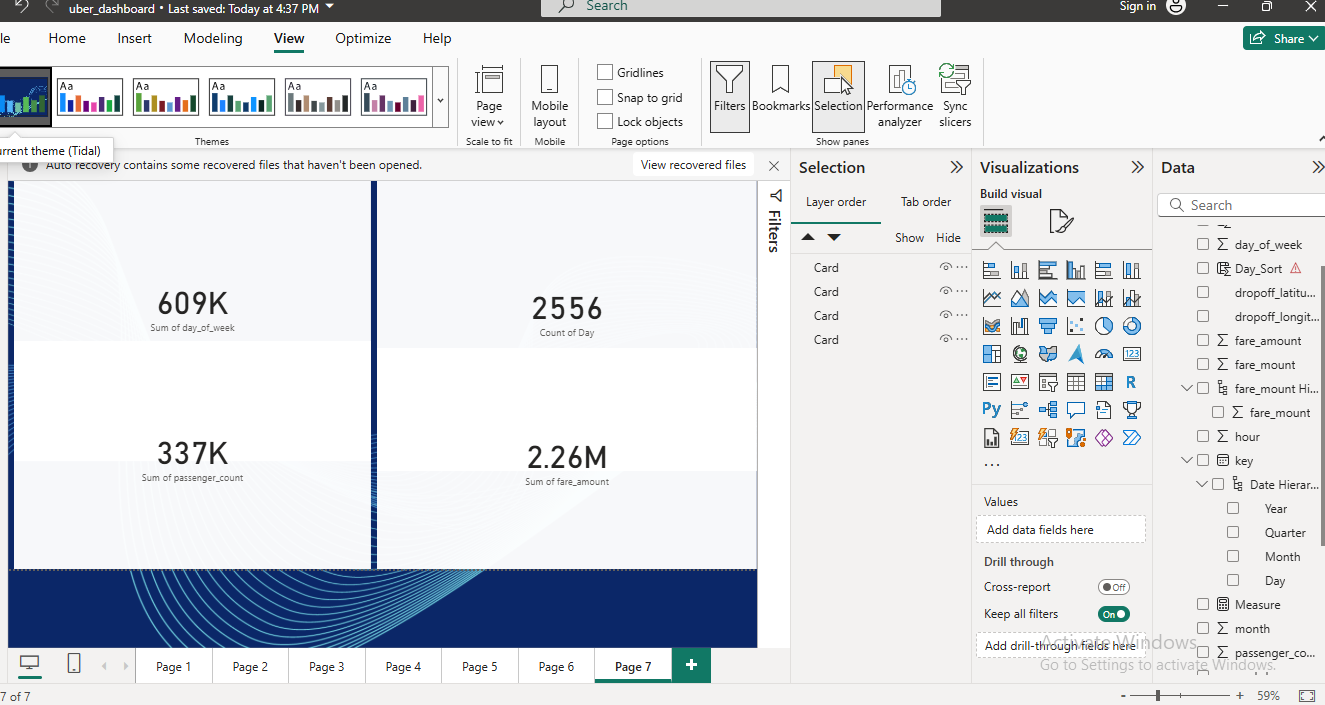 uber_dashboard • Last saved: Today at 4:37 PM
Search
Sign in
le
Home
Insert
Modeling
View
Optimize
Help
Share
Aa
Aa
Aa
Aa
Aa
Page view
Mobile layout
Gridlines
Snap to grid
Lock objects
Filters
Bookmarks
Selection
Performance analyzer
Sync slicers
Themes
Scale to fit
Mobile
Page options
Show panes
urrent theme (Tidal)
Auto recovery contains some recovered files that haven't been opened.
View recovered files
Filters
609K
Sum of day_of_week
2556
Count of Day
337K
Sum of passenger_count
2.26M
Sum of fare_amount
Selection
Layer order
Tab order
Show
Hide
Card
Card
Card
Card
Visualizations
Build visual
123
R
Py
123
Values
Add data fields here
Drill through
Cross-report
Off
Keep all filters
On
Add drill-through fields here
Data
Search
day_of_week
Day_Sort
dropoff_latitu...
dropoff_longit...
fare_amount
fare_mount
fare_mount Hi...
fare_mount
hour
key
Date Hierar...
Year
Quarter
Month
Day
Measure
month
passenger_co...
Activate Windows
Go to Settings to activate Windows.
Page 1
Page 2
Page 3
Page 4
Page 5
Page 6
Page 7
+
7 of 7
- + 59%